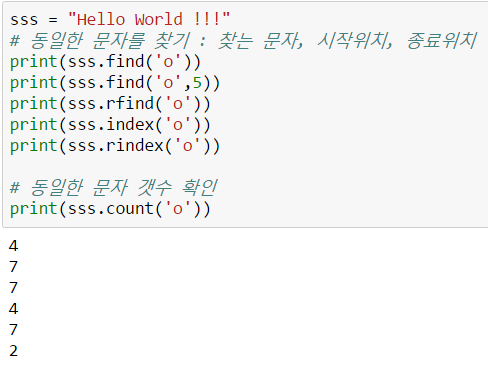 sss = "Hello World !!!"
# 동일한 문자를 찾기 : 찾는 문자, 시작위치, 종료위치
print(sss.find('o'))
print(sss.find('o',5))
print(sss.rfind('o'))
print(sss.index('o'))
print(sss.rindex('o'))
# 동일한 문자 갯수 확인
print(sss.count('o'))
4
7
7
4
7
2